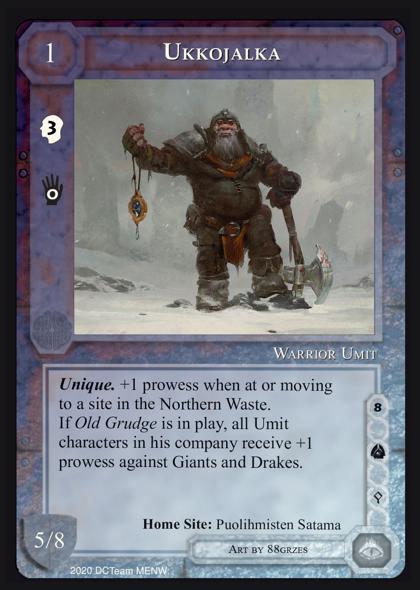 1
UKKOJALKA
3
WARRIOR UMIT
Unique. +1 prowess when at or moving
to a site in the Northern Waste.
If Old Grudge is in play, all Umit
characters in his company receive +1
prowess against Giants and Drakes.
8
Home Site: Puolihmisten Satama
5/8
ART BY 88GRZES
2020 DCTeam MENW